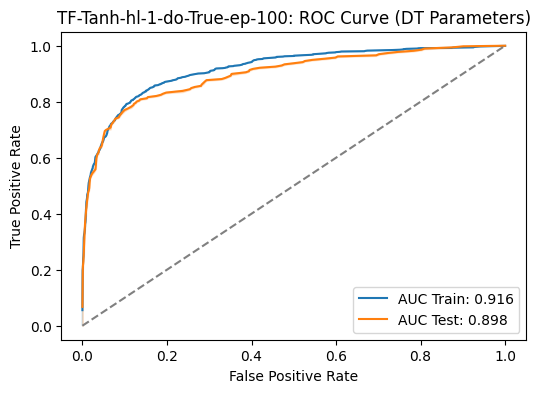 TF-Tanh-hl-1-do-True-ep-100: ROC Curve (DT Parameters)
1.0
0.8
0.6
0.4
0.2
0.0
True Positive Rate
AUC Train: 0.916
AUC Test: 0.898
0.0 0.2 0.4 0.6 0.8 1.0
False Positive Rate